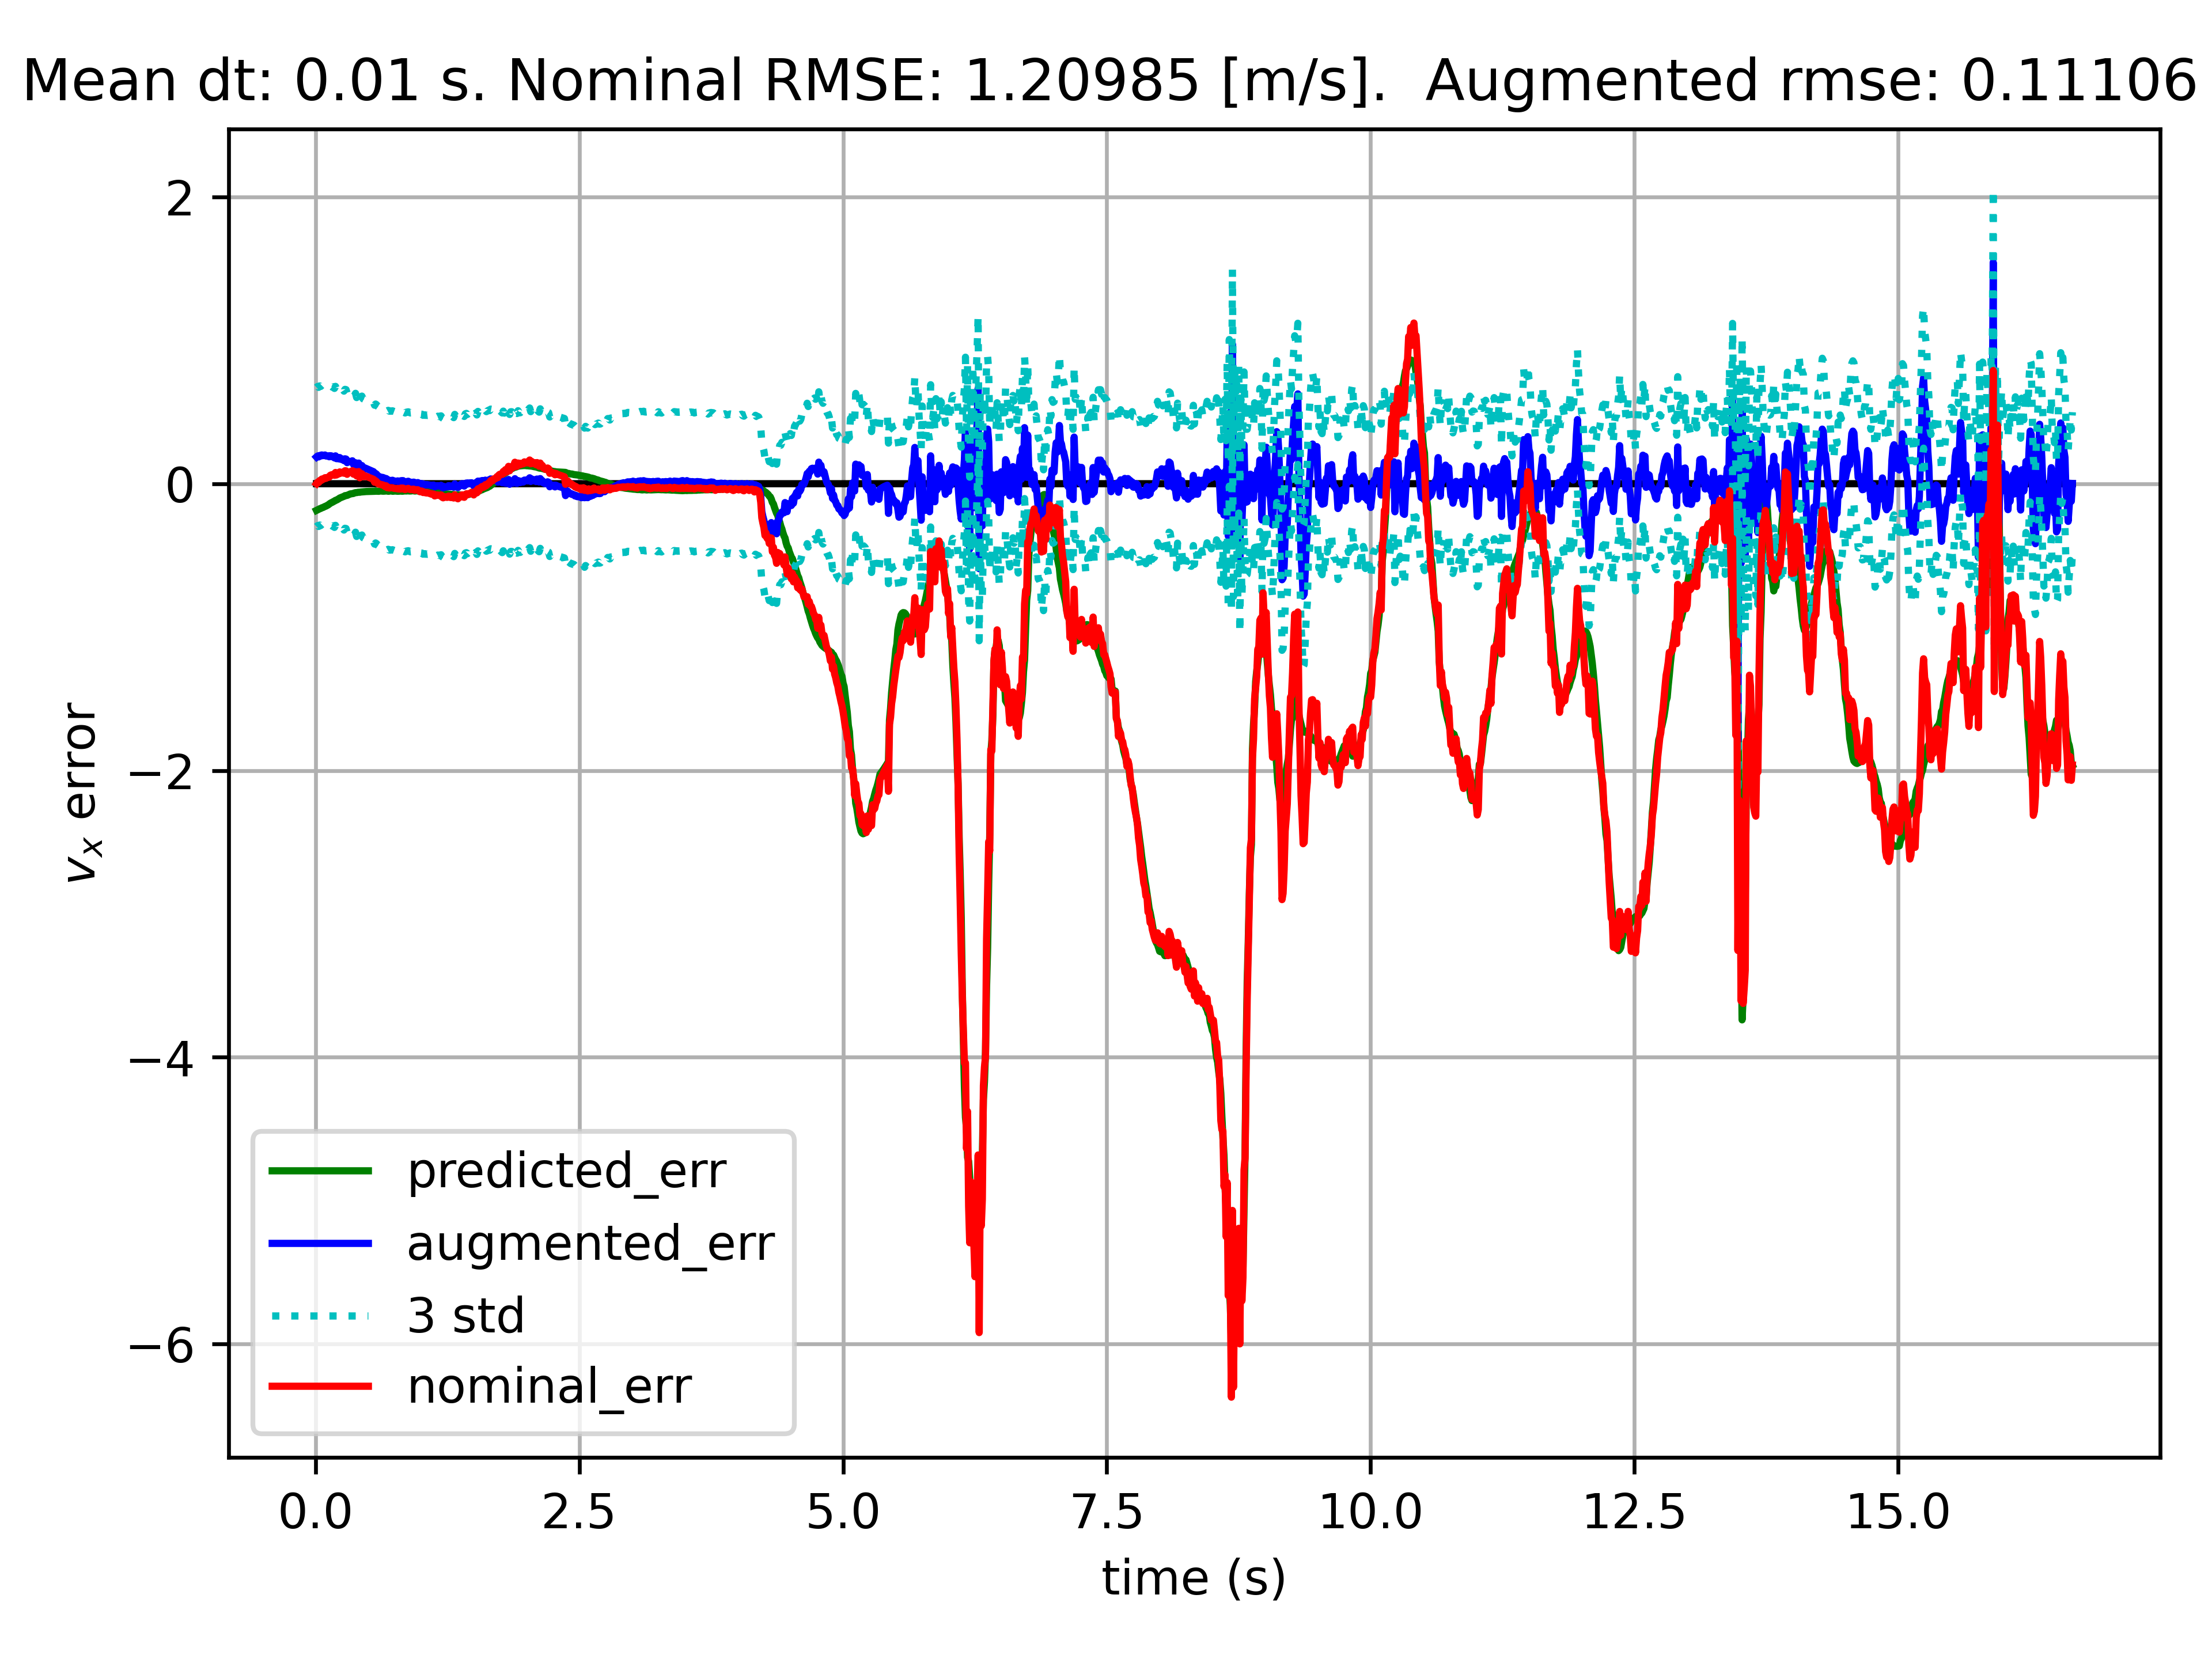 Mean dt: 0.01 s. Nominal RMSE: 1.20985 [m/s].  Augmented rmse: 0.11106
2
0
−2
−4
−6
v_x error
predicted_err
augmented_err
3 std
nominal_err
0.0 2.5 5.0 7.5 10.0 12.5 15.0
time (s)